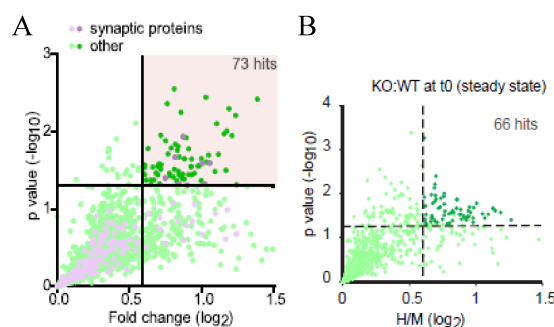 A
synaptic proteins
other
73 hits
p value (-log10)
3
2
1
0
0.0 0.5 1.0 1.5
Fold change (log2)
B
KO:WT at t0 (steady state)
66 hits
p value (-log10)
4
3
2
1
0
0 0.5 1.0 1.5
H/M (log2)